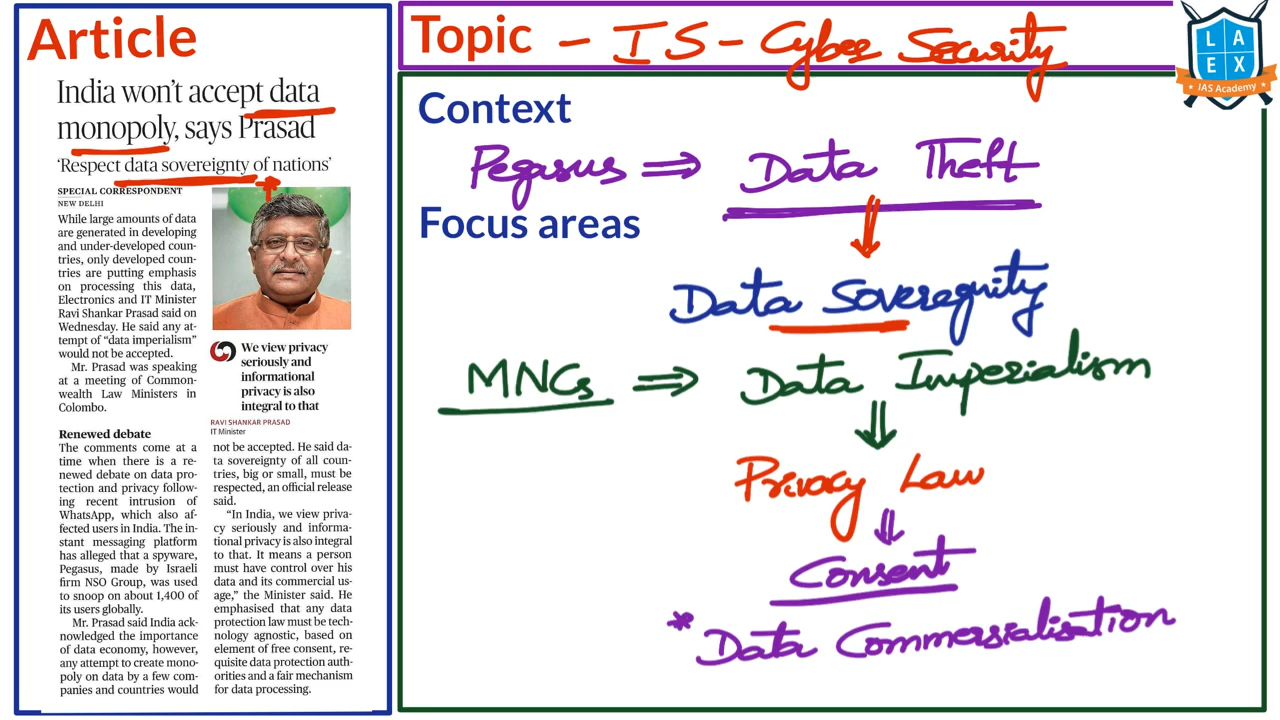 Article
India won't accept data
monopoly, says Prasad
'Respect data sovereignty of nations'
SPECIAL CORRESPONDENT
NEW DELHI
While large amounts of data
are generated in developing
and under-developed coun-
tries, only developed coun-
tries are putting emphasis
on processing this data,
Electronics and IT Minister
Ravi Shankar Prasad said on
Wednesday. He said any at-
tempt of "data imperialism"
would not be accepted.
Mr. Prasad was speaking
at a meeting of Common-
wealth Law Ministers in
Colombo.
Renewed debate
The comments come at a
time when there is a re-
newed debate on data pro-
tection and privacy follow-
ing recent intrusion of
WhatsApp, which also af-
fected users in India. The in-
stant messaging platform
has alleged that a spyware,
Pegasus, made by Israeli
firm NSO Group, was used
to snoop on about 1,400 of
its users globally.
Mr. Prasad said India ack-
nowledged the importance
of data economy, however,
any attempt to create mono-
poly on data by a few com-
panies and countries would
We view privacy
seriously and
informational
privacy is also
integral to that
RAVI SHANKAR PRASAD
IT Minister
not be accepted. He said da-
ta sovereignty of all coun-
tries, big or small, must be
respected, an official release
said.
"In India, we view priva-
cy seriously and informa-
tional privacy is also integral
to that. It means a person
must have control over his
data and its commercial us-
age," the Minister said. He
emphasised that any data
protection law must be tech-
nology agnostic, based on
element of free consent, re-
quisite data protection auth-
orities and a fair mechanism
for data processing.
Topic - IS - Cyber Security
LAEX
IAS Academy
Context
Pegasus ⇒ Data Theft
Focus areas
Data Soveregnity
MNCs ⇒ Data Imperialism
Privacy Law
Consent
* Data Commersialisation